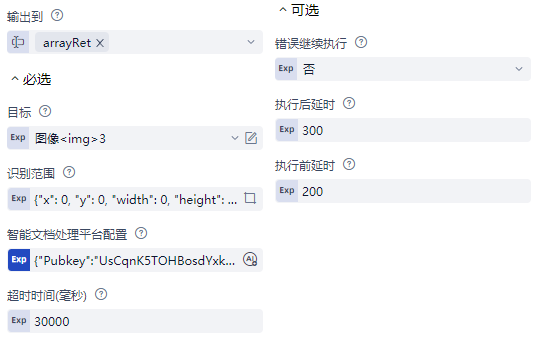 输出到
arrayRet
必选
目标
Exp 图像<img>3
识别范围
Exp {"x": 0, "y": 0, "width": 0, "height": ...
智能文档处理平台配置
Exp {"Pubkey":"UsCqnK5TOHBosdYxk...
超时时间(毫秒)
Exp 30000
可选
错误继续执行
Exp 否
执行后延时
Exp 300
执行前延时
Exp 200